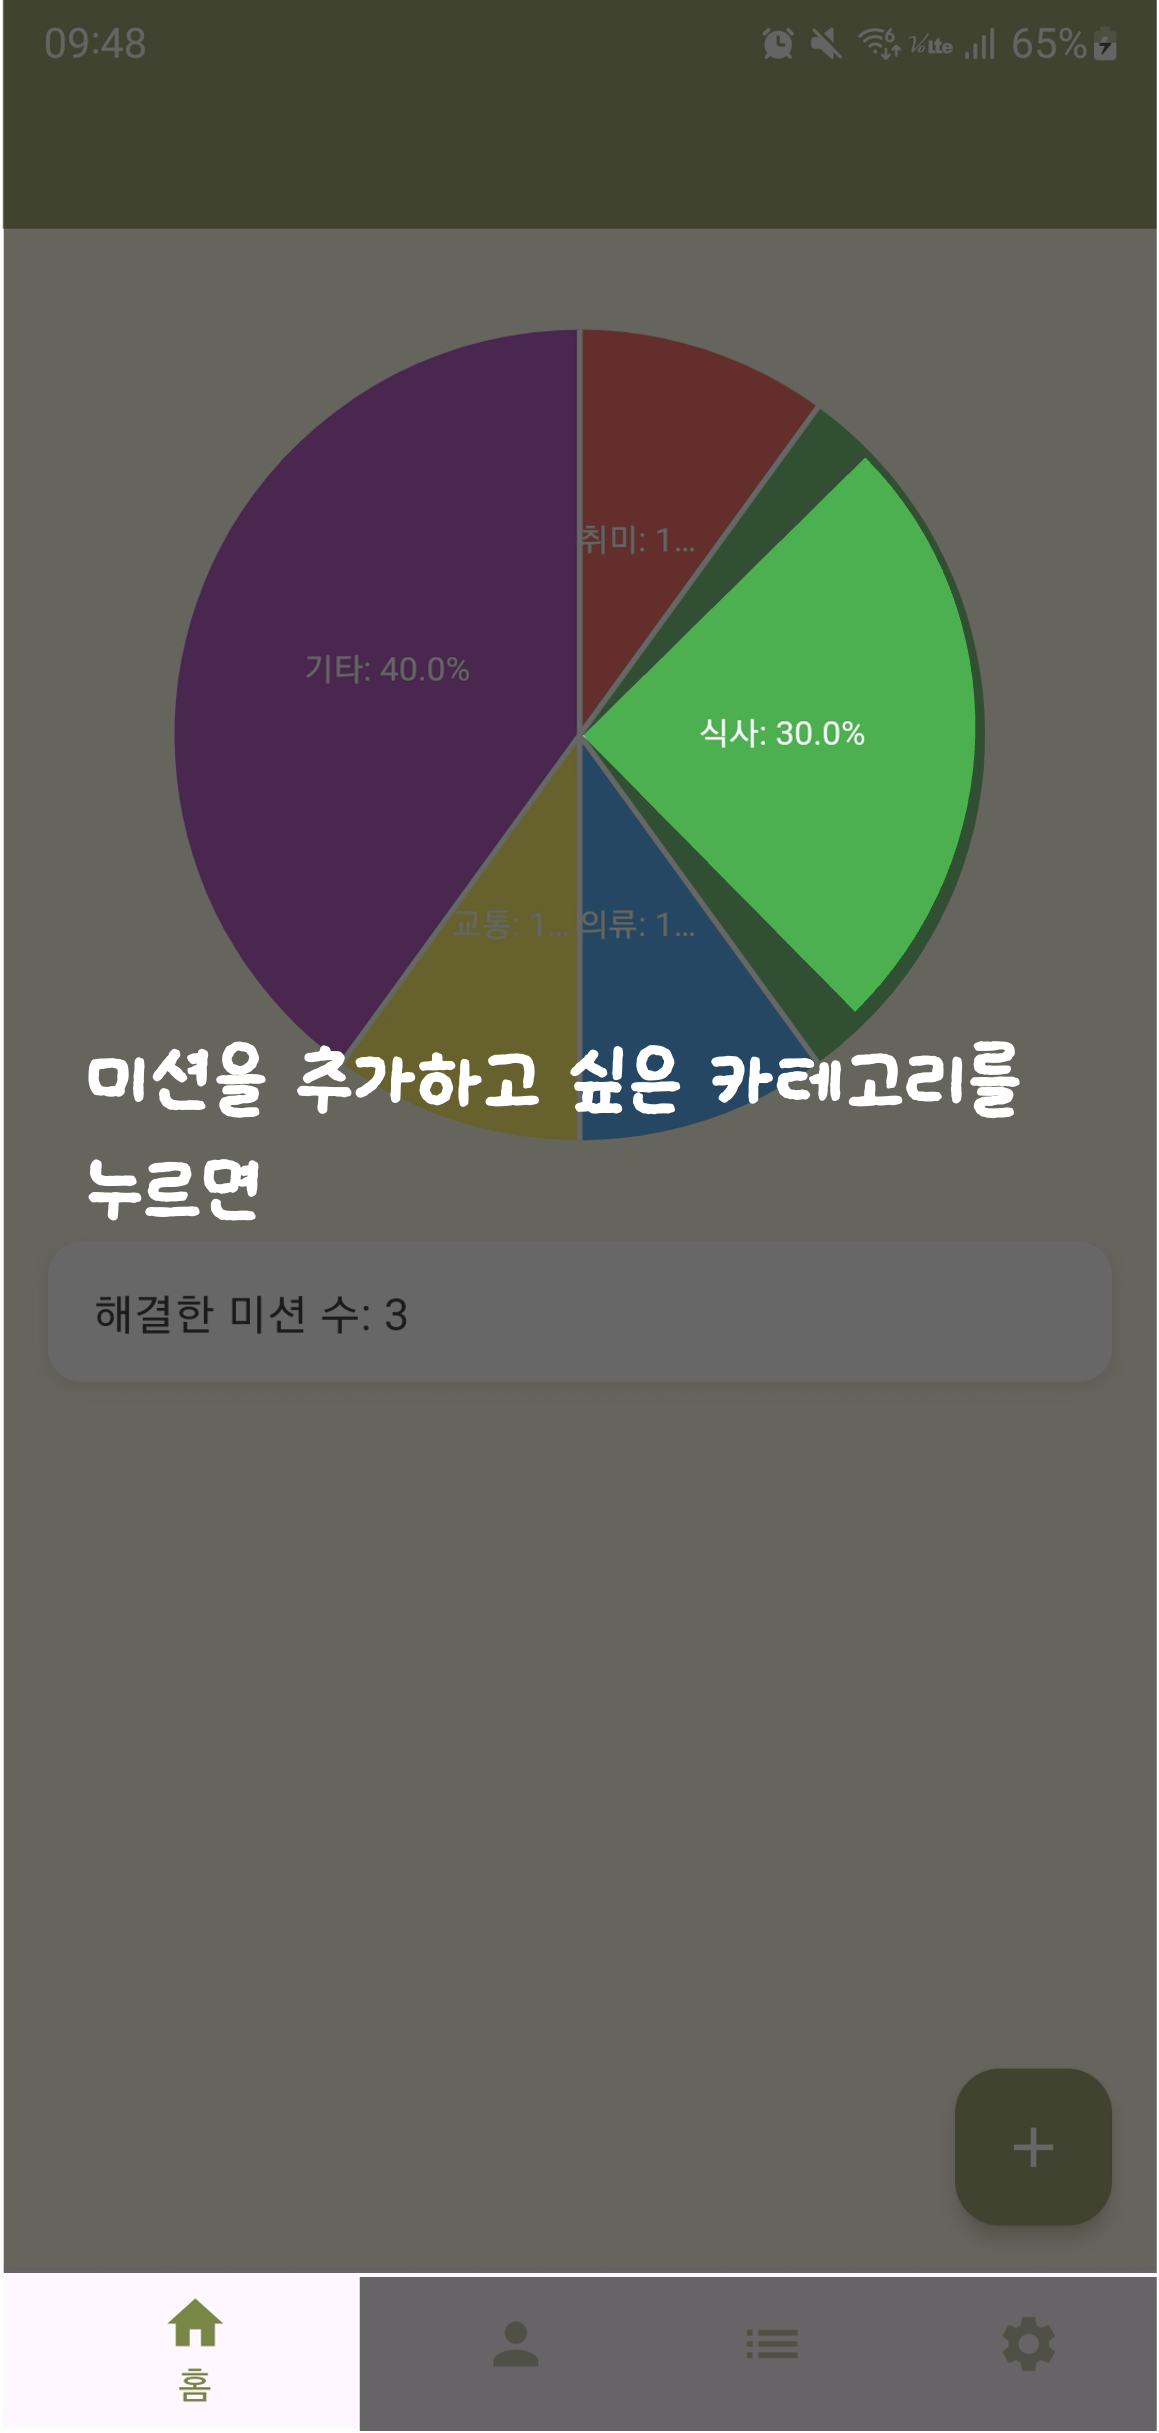 09:48 6 VoLte 65%
취미: 1...
기타: 40.0%
식사: 30.0%
교통: 1... 의류: 1...
미션을 추가하고 싶은 카테고리를
누르면
해결한 미션 수: 3
+
홈